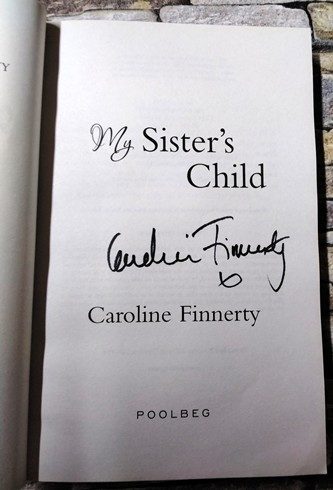 My Sister's
Child
Caroline Finnerty
x
Caroline Finnerty
POOLBEG
Y